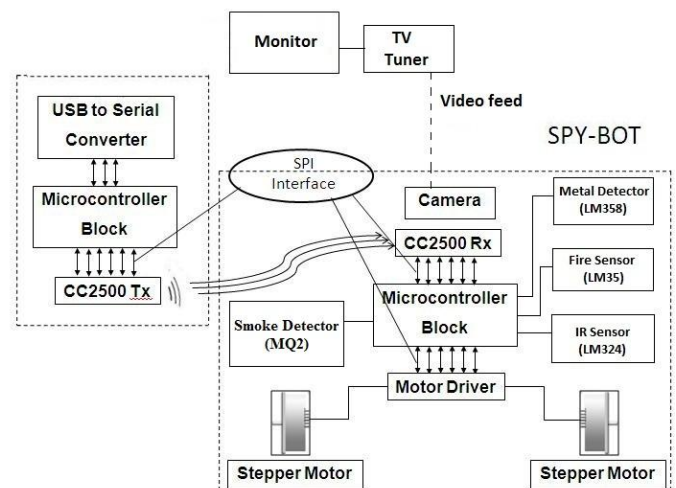 Monitor
TV
Tuner
Video feed
USB to Serial
Converter
Microcontroller
Block
CC2500 Tx
SPI
Interface
SPY-BOT
Camera
CC2500 Rx
Microcontroller
Block
Motor Driver
Metal Detector
(LM358)
Fire Sensor
(LM35)
IR Sensor
(LM324)
Smoke Detector
(MQ2)
Stepper Motor
Stepper Motor